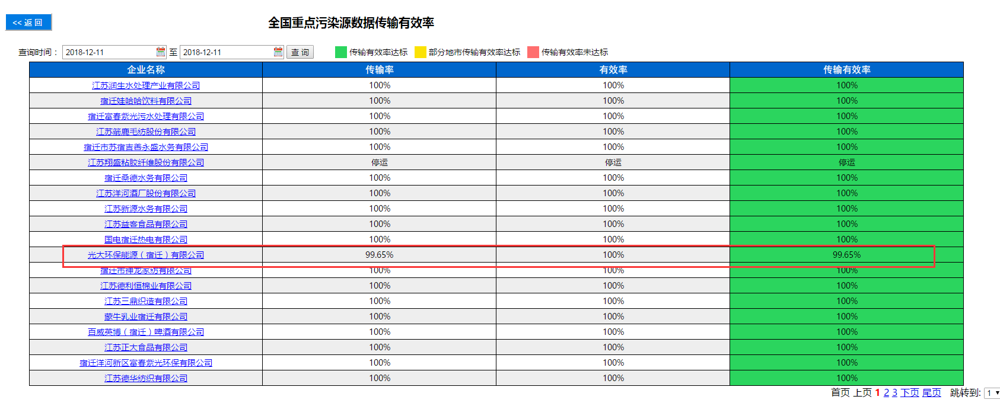 << 返 回
全国重点污染源数据传输有效率
查询时间： 2018-12-11 至 2018-12-11 查 询 传输有效率达标 部分地市传输有效率达标 传输有效率未达标
企业名称 传输率 有效率 传输有效率
江苏润生水处理产业有限公司 100% 100% 100%
宿迁娃哈哈饮料有限公司 100% 100% 100%
宿迁富春紫光污水处理有限公司 100% 100% 100%
江苏箭鹿毛纺股份有限公司 100% 100% 100%
宿迁市苏宿吉善永盛水务有限公司 100% 100% 100%
江苏翔盛粘胶纤维股份有限公司 停运 停运 停运
宿迁桑德水务有限公司 100% 100% 100%
江苏洋河酒厂股份有限公司 100% 100% 100%
江苏新源水务有限公司 100% 100% 100%
江苏益客食品有限公司 100% 100% 100%
国电宿迁热电有限公司 100% 100% 100%
光大环保能源（宿迁）有限公司 99.65% 100% 99.65%
宿迁市神龙家纺有限公司 100% 100% 100%
江苏德利恒棉业有限公司 100% 100% 100%
江苏三鼎织造有限公司 100% 100% 100%
蒙牛乳业宿迁有限公司 100% 100% 100%
百威英博（宿迁）啤酒有限公司 100% 100% 100%
江苏正大食品有限公司 100% 100% 100%
宿迁洋河新区富春紫光环保有限公司 100% 100% 100%
江苏德华纺织有限公司 100% 100% 100%
首页 上页 1 2 3 下页 尾页 跳转到: 1